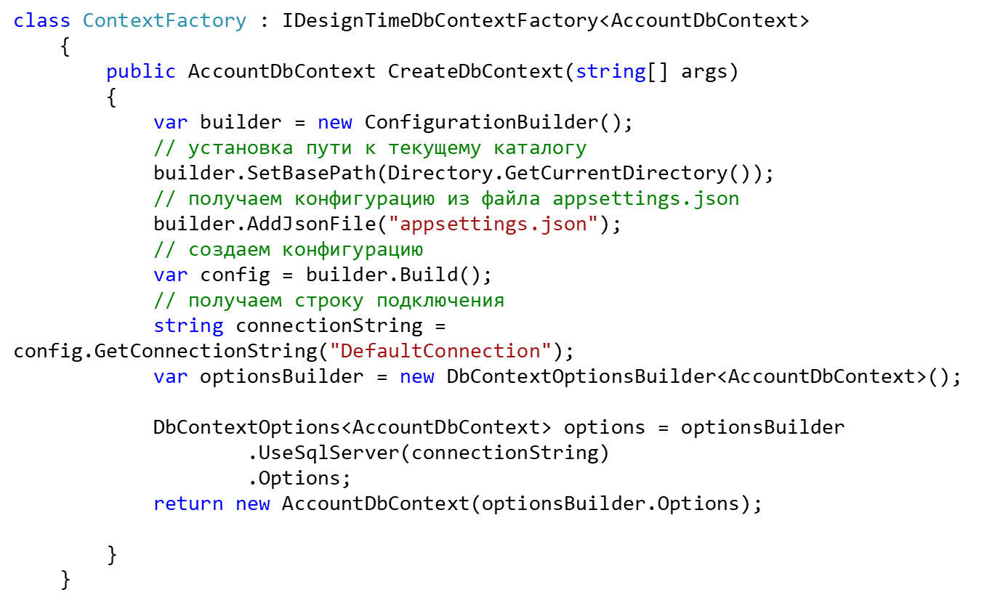 class ContextFactory : IDesignTimeDbContextFactory<AccountDbContext>
{
public AccountDbContext CreateDbContext(string[] args)
{
var builder = new ConfigurationBuilder();
// установка пути к текущему каталогу
builder.SetBasePath(Directory.GetCurrentDirectory());
// получаем конфигурацию из файла appsettings.json
builder.AddJsonFile("appsettings.json");
// создаем конфигурацию
var config = builder.Build();
// получаем строку подключения
string connectionString =
config.GetConnectionString("DefaultConnection");
var optionsBuilder = new DbContextOptionsBuilder<AccountDbContext>();
DbContextOptions<AccountDbContext> options = optionsBuilder
.UseSqlServer(connectionString)
.Options;
return new AccountDbContext(optionsBuilder.Options);
}
}